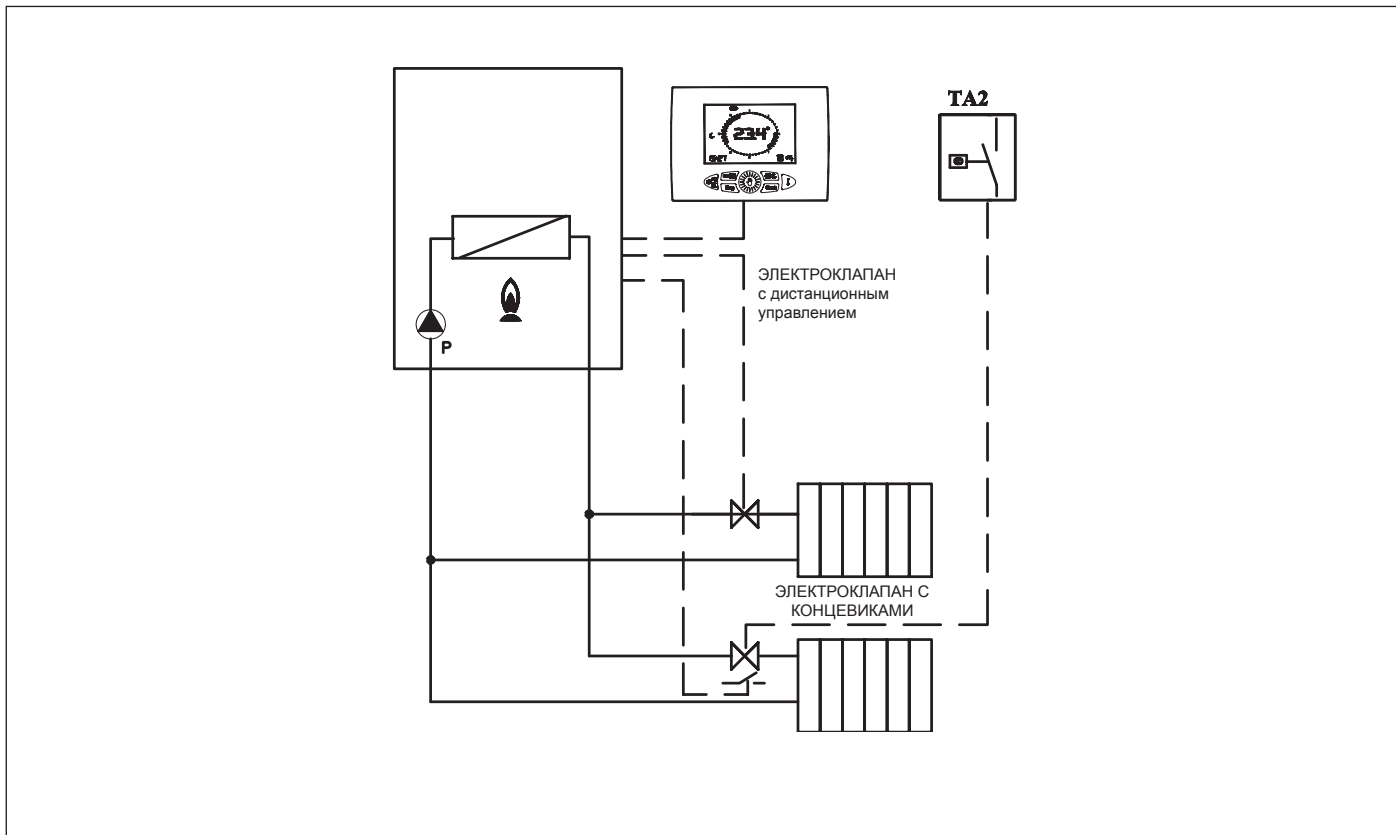 TA2
234°
ЭЛЕКТРОКЛАПАН
с дистанционным
управлением
P
ЭЛЕКТРОКЛАПАН С
КОНЦЕВИКАМИ